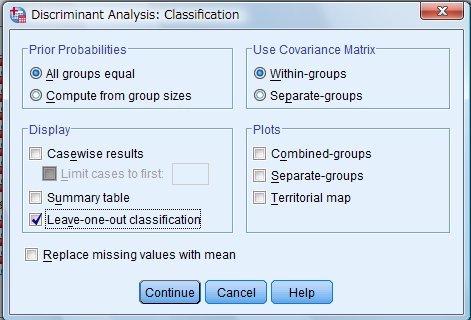 Discriminant Analysis: Classification
Prior Probabilities
All groups equal
Compute from group sizes
Use Covariance Matrix
Within-groups
Separate-groups
Display
Casewise results
Limit cases to first:
Summary table
Leave-one-out classification
Plots
Combined-groups
Separate-groups
Territorial map
Replace missing values with mean
Continue
Cancel
Help